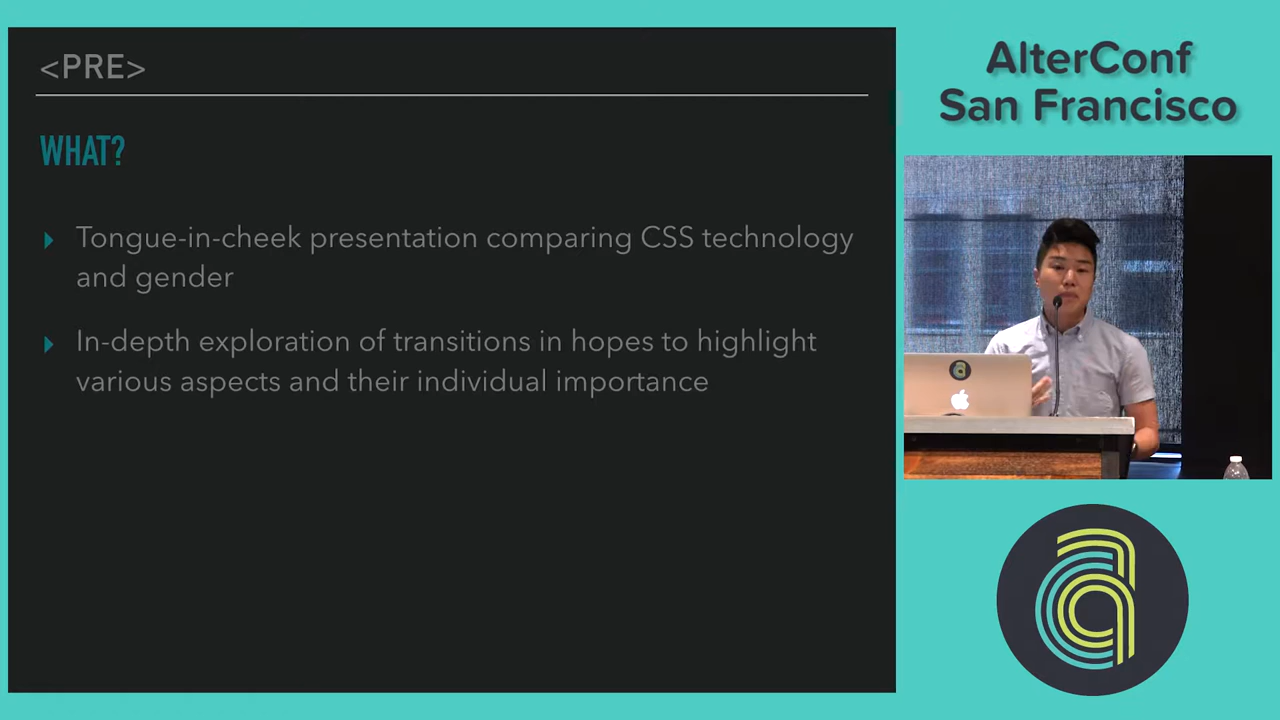 <PRE>
WHAT?
Tongue-in-cheek presentation comparing CSS technology
and gender
In-depth exploration of transitions in hopes to highlight
various aspects and their individual importance
AlterConf
San Francisco